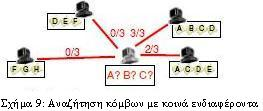 D E F
A B C D
0/3 3/3
0/3
2/3
F G H
A? B? C?
A C D E
Σχήμα 9: Αναζήτηση κόμβων με κοινά ενδιαφέροντα